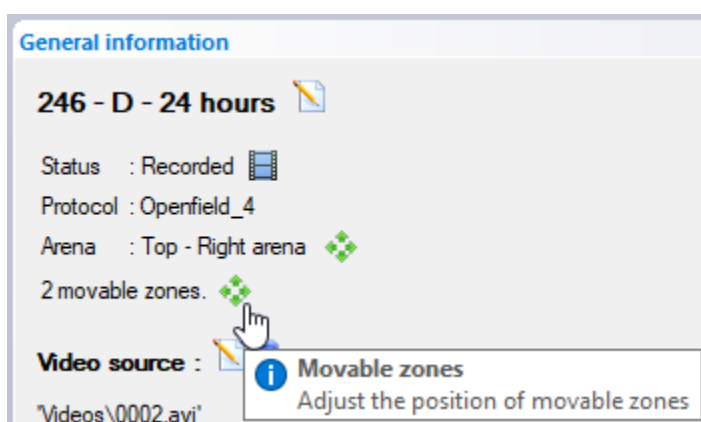 General information
246 - D - 24 hours
Status : Recorded
Protocol : Openfield_4
Arena : Top - Right arena
2 movable zones.
Video source :
Movable zones
Adjust the position of movable zones
'Videos\0002.avi'